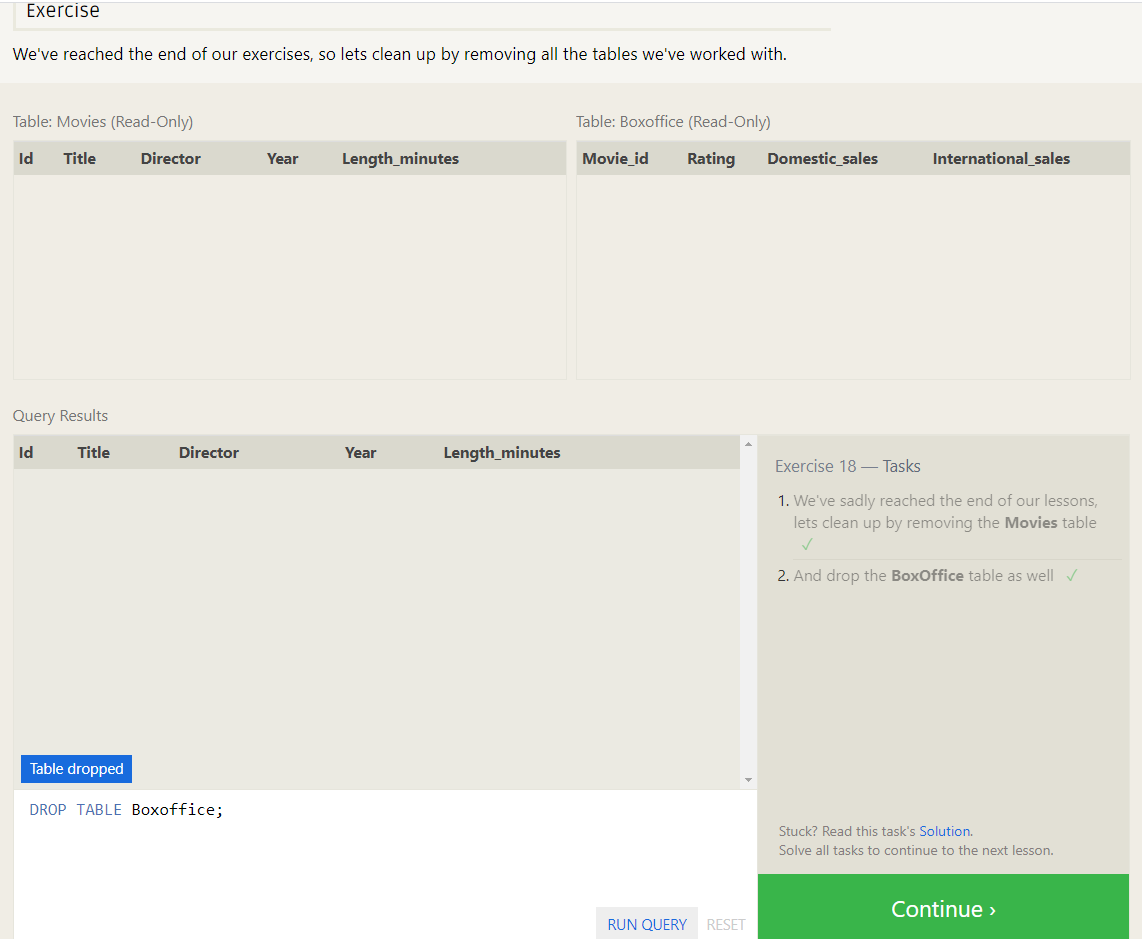 Exercise
We've reached the end of our exercises, so lets clean up by removing all the tables we've worked with.
Table: Movies (Read-Only)
Id Title Director Year Length_minutes
Table: Boxoffice (Read-Only)
Movie_id Rating Domestic_sales International_sales
Query Results
Id Title Director Year Length_minutes
Table dropped
DROP TABLE Boxoffice;
RUN QUERY RESET
Exercise 18 — Tasks
1. We've sadly reached the end of our lessons,
lets clean up by removing the Movies table
✓
2. And drop the BoxOffice table as well ✓
Stuck? Read this task's Solution.
Solve all tasks to continue to the next lesson.
Continue ›